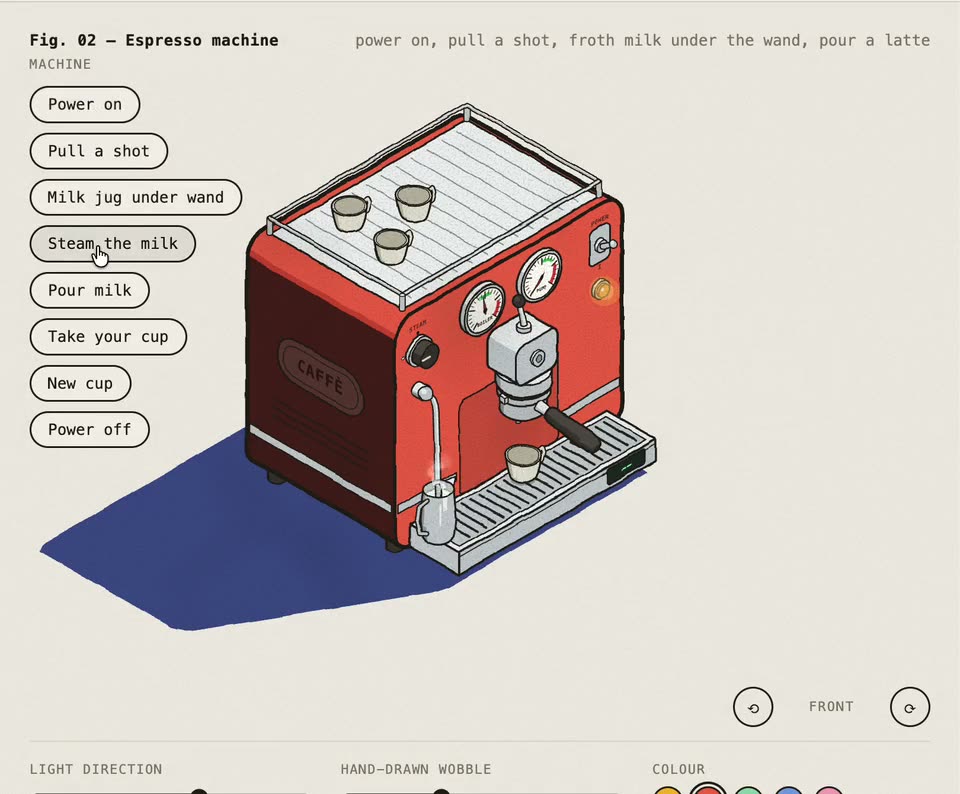 Fig. 02 — Espresso machine
power on, pull a shot, froth milk under the wand, pour a latte
MACHINE
Power on
Pull a shot
Milk jug under wand
Steam the milk
Pour milk
Take your cup
New cup
Power off
POWER
STEAM
BOILER
PUMP
CAFFÈ
FRONT
LIGHT DIRECTION
HAND-DRAWN WOBBLE
COLOUR